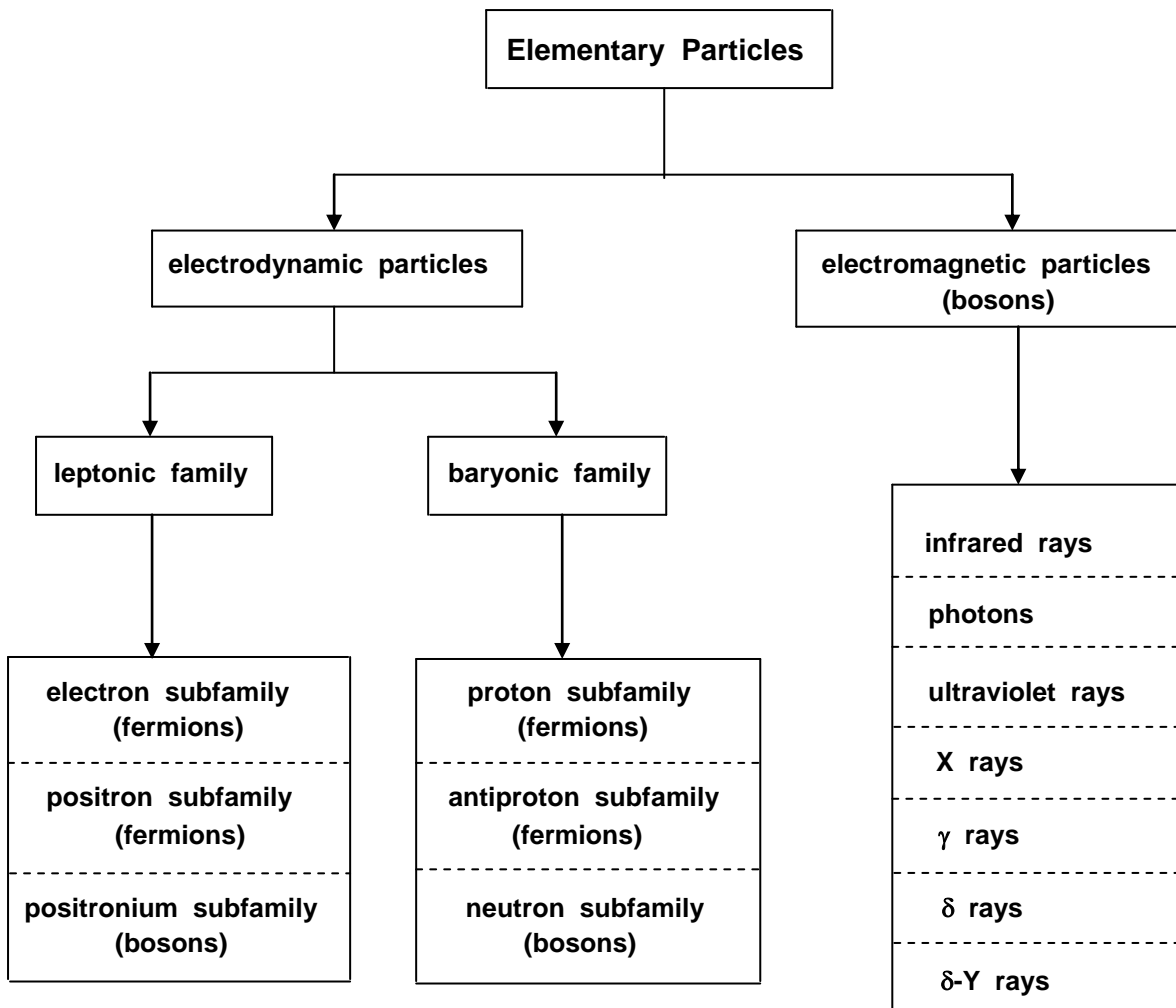 Elementary Particles
electrodynamic particles
electromagnetic particles
(bosons)
leptonic family
baryonic family
electron subfamily
(fermions)
positron subfamily
(fermions)
positronium subfamily
(bosons)
proton subfamily
(fermions)
antiproton subfamily
(fermions)
neutron subfamily
(bosons)
infrared rays
photons
ultraviolet rays
X rays
γ rays
δ rays
δ-Y rays